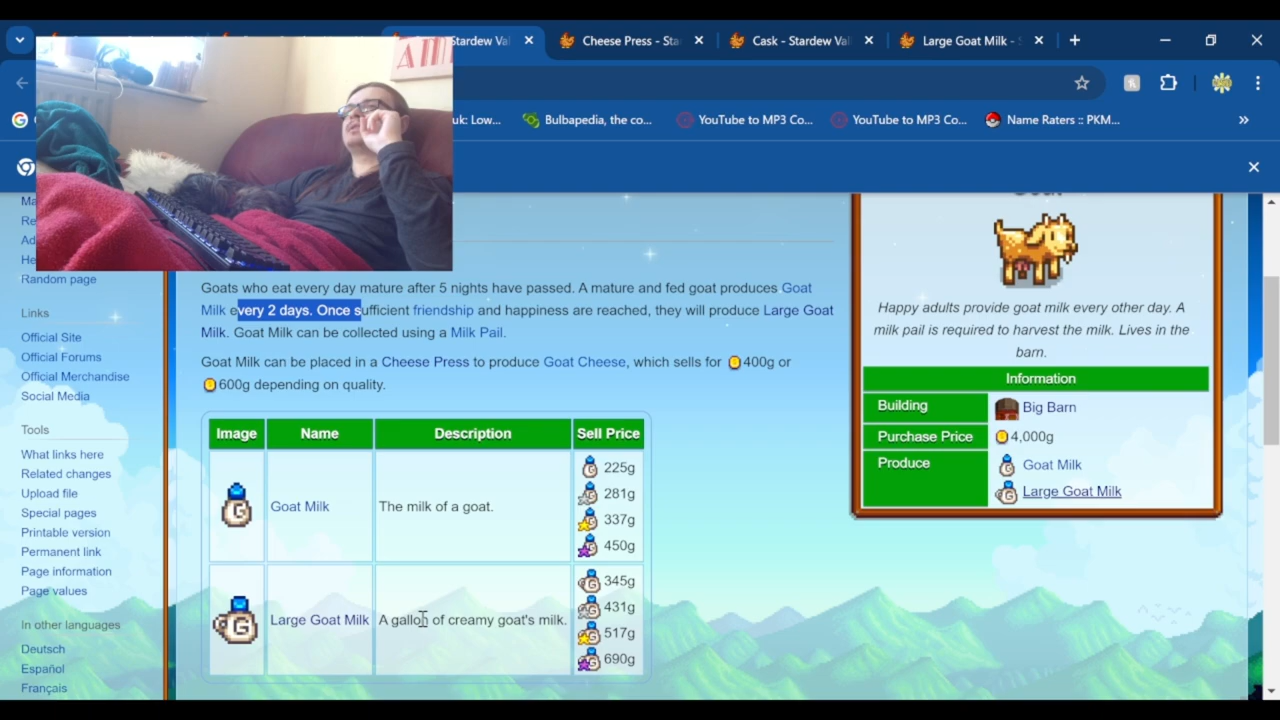 Stardew Val
Cheese Press - Sta
Cask - Stardew Val
Large Goat Milk - S
AMI
uk: Low...
Bulbapedia, the co...
YouTube to MP3 Co...
YouTube to MP3 Co...
Name Raters :: PKM...
Ma
Re
Ad
He
Random page
Links
Official Site
Official Forums
Official Merchandise
Social Media
Tools
What links here
Related changes
Upload file
Special pages
Printable version
Permanent link
Page information
Page values
In other languages
Deutsch
Español
Français
Goats who eat every day mature after 5 nights have passed. A mature and fed goat produces Goat
Milk every 2 days. Once sufficient friendship and happiness are reached, they will produce Large Goat
Milk. Goat Milk can be collected using a Milk Pail.
Goat Milk can be placed in a Cheese Press to produce Goat Cheese, which sells for 400g or
600g depending on quality.
Image Name Description Sell Price
Goat Milk
The milk of a goat.
225g
281g
337g
450g
Large Goat Milk
A gallon of creamy goat's milk.
345g
431g
517g
690g
Happy adults provide goat milk every other day. A
milk pail is required to harvest the milk. Lives in the
barn.
Information
Building Big Barn
Purchase Price 4,000g
Produce Goat Milk
Large Goat Milk